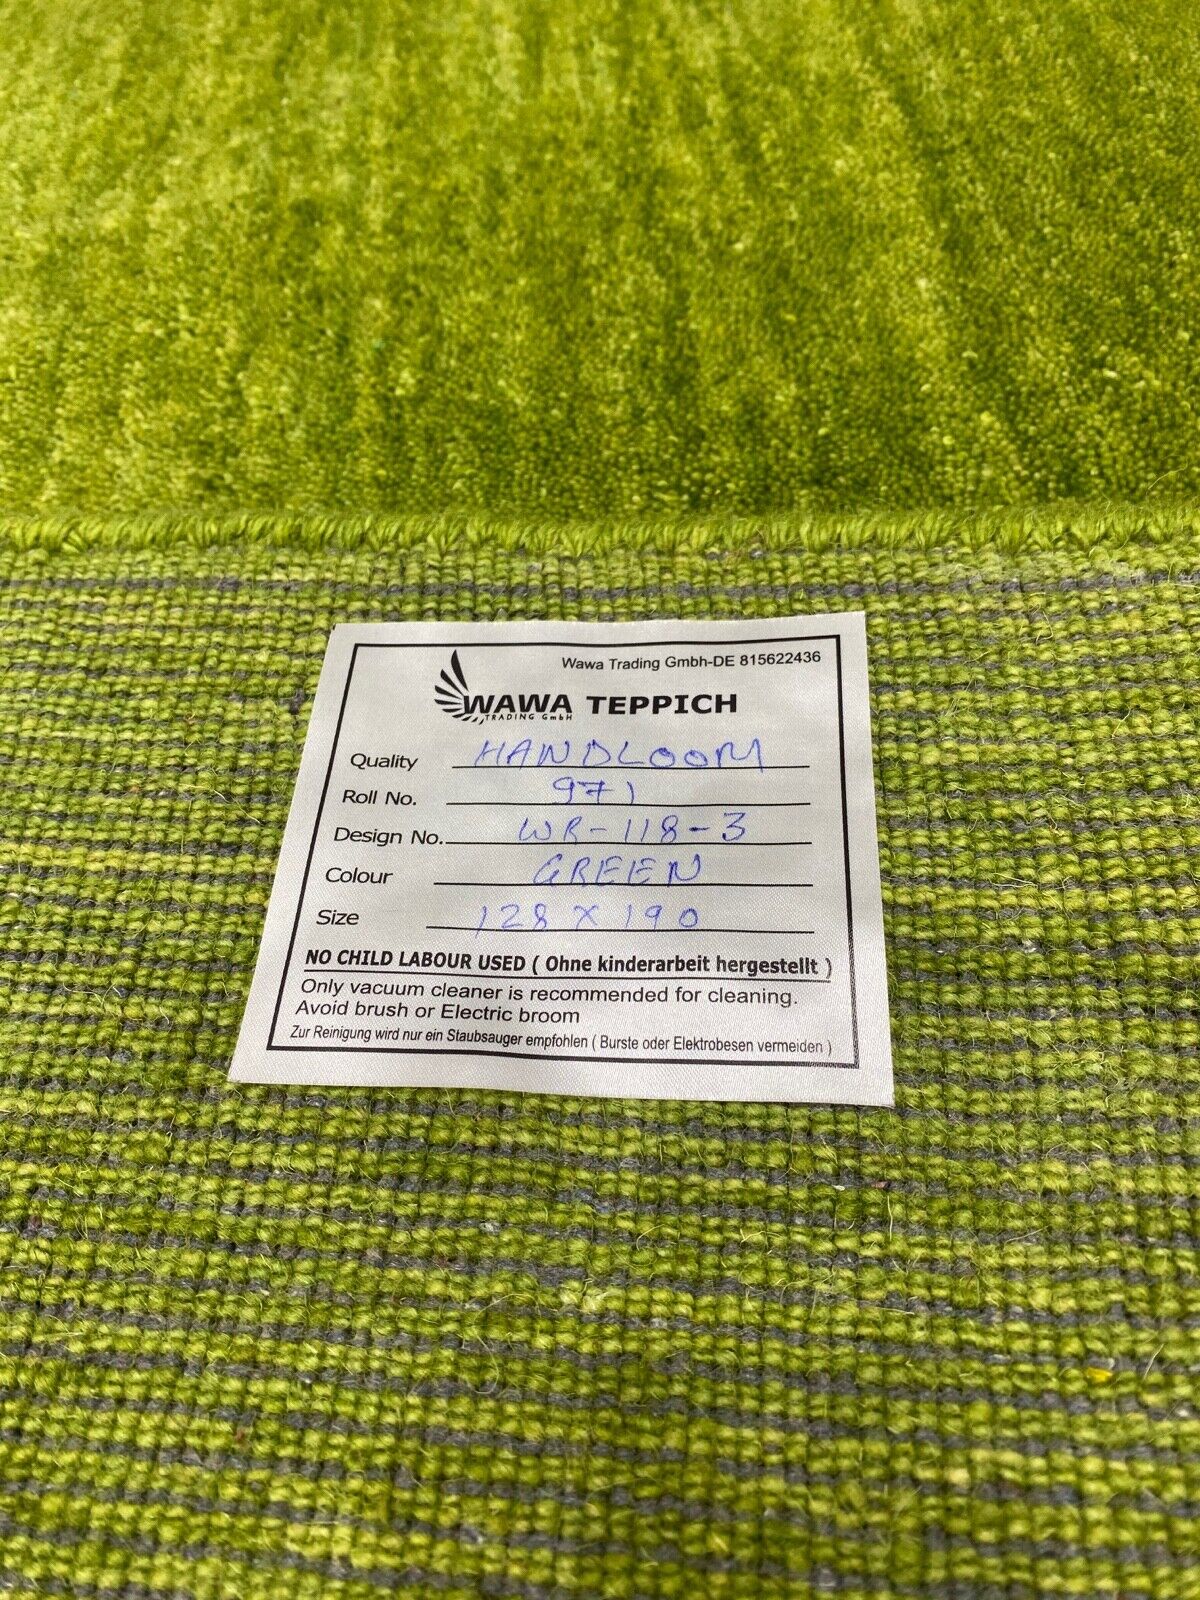 Wawa Trading Gmbh-DE 815622436
WAWA TEPPICH
TRADING GmbH
Quality HANDLOOM
Roll No. 971
Design No. WR-118-3
Colour GREEN
Size 128 X 190
NO CHILD LABOUR USED ( Ohne kinderarbeit hergestellt )
Only vacuum cleaner is recommended for cleaning.
Avoid brush or Electric broom
Zur Reinigung wird nur ein Staubsauger empfohlen ( Burste oder Elektrobesen vermeiden )